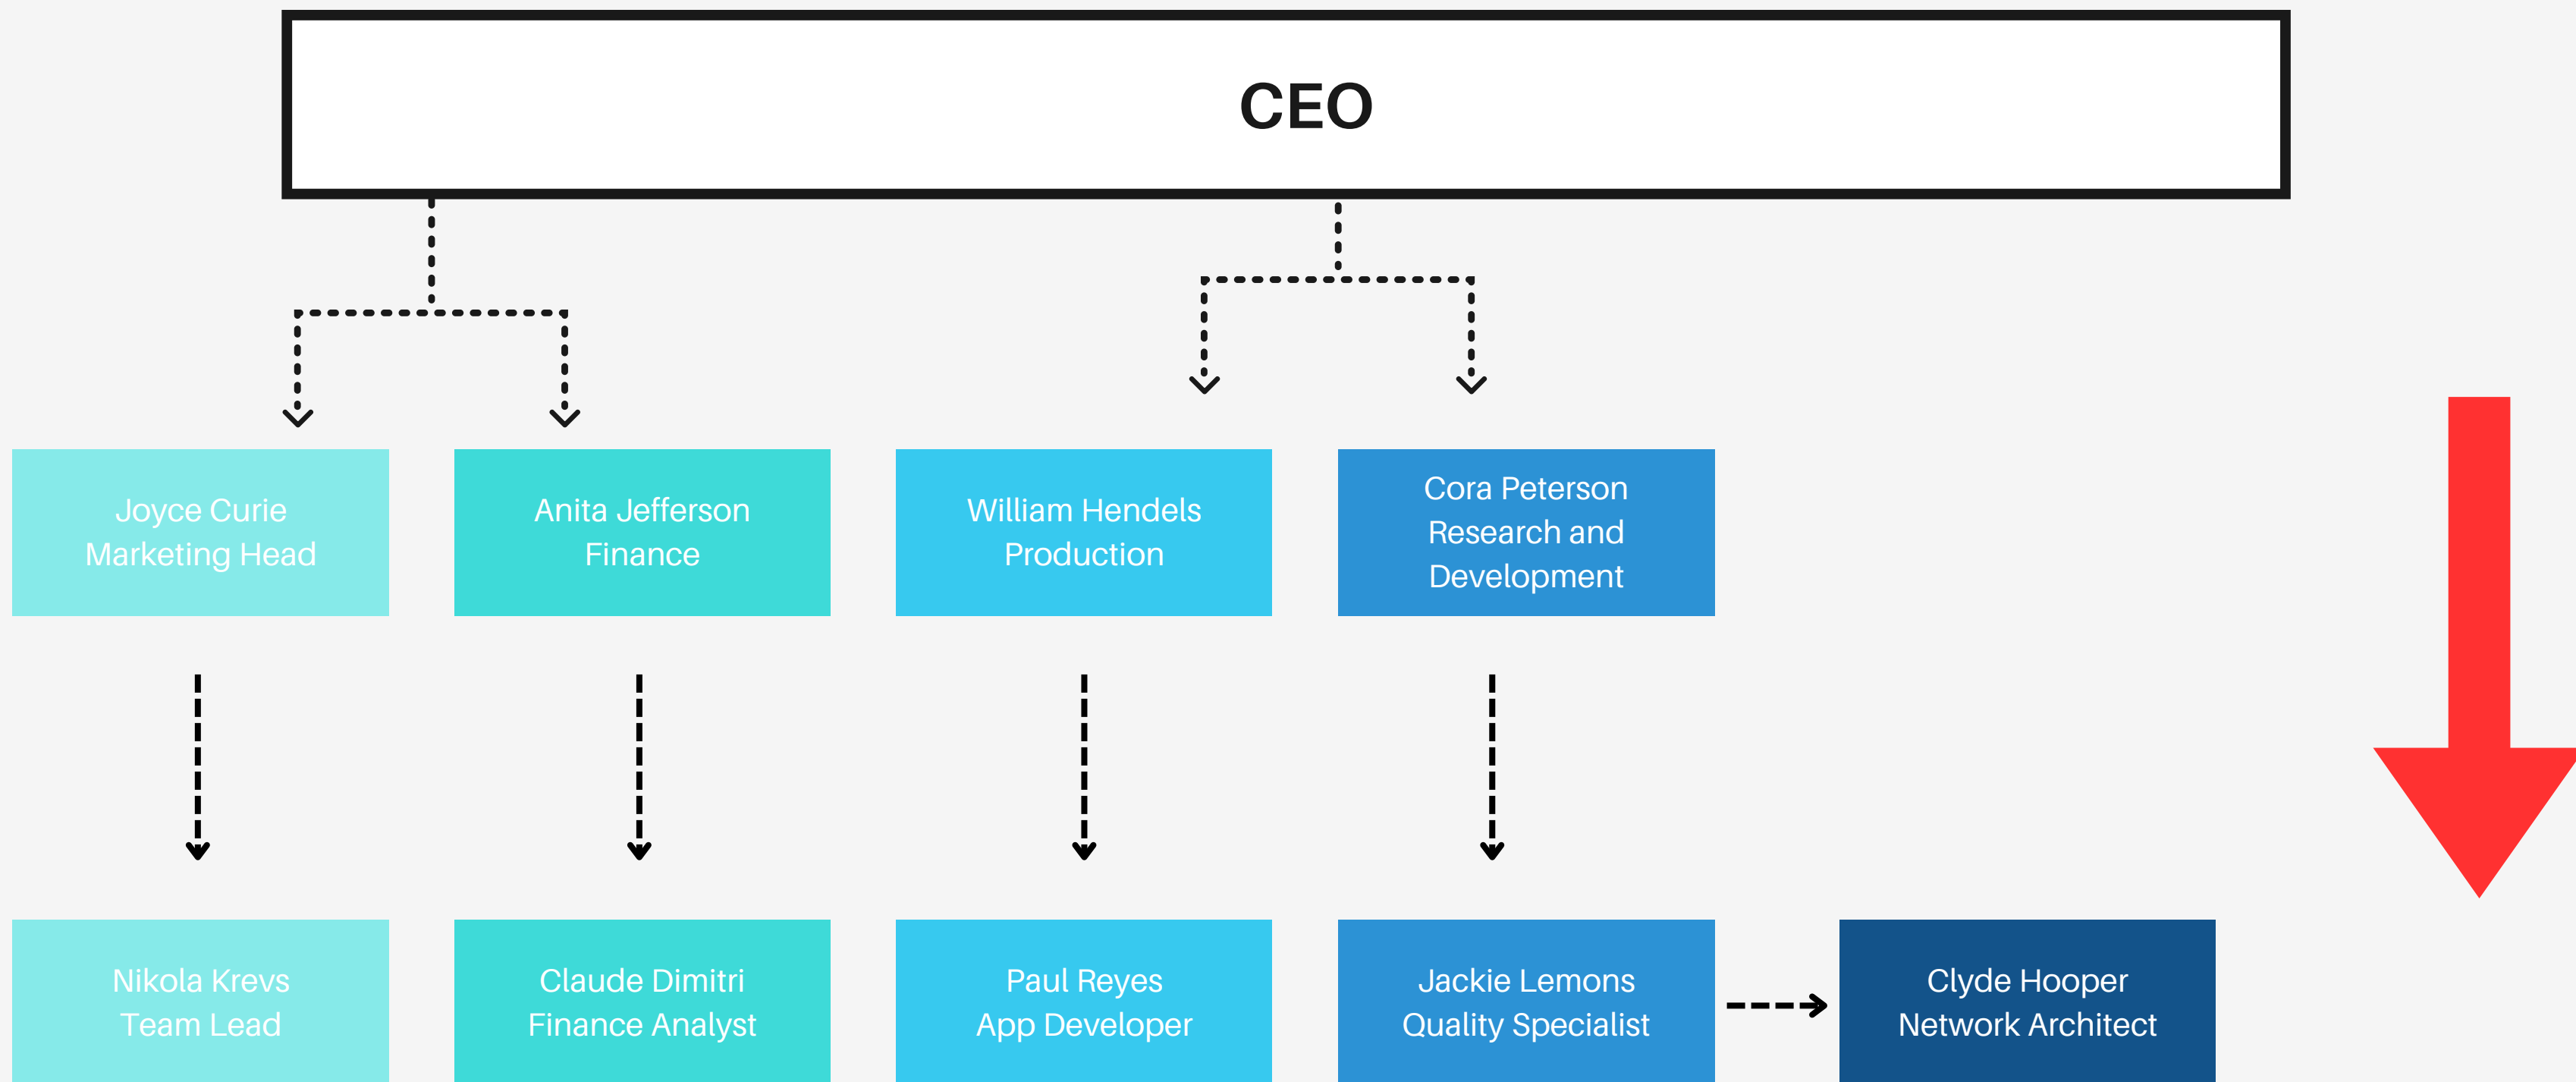 CEO
Joyce Curie
Marketing Head
Anita Jefferson
Finance
William Hendels
Production
Cora Peterson
Research and
Development
Nikola Krevs
Team Lead
Claude Dimitri
Finance Analyst
Paul Reyes
App Developer
Jackie Lemons
Quality Specialist
Clyde Hooper
Network Architect